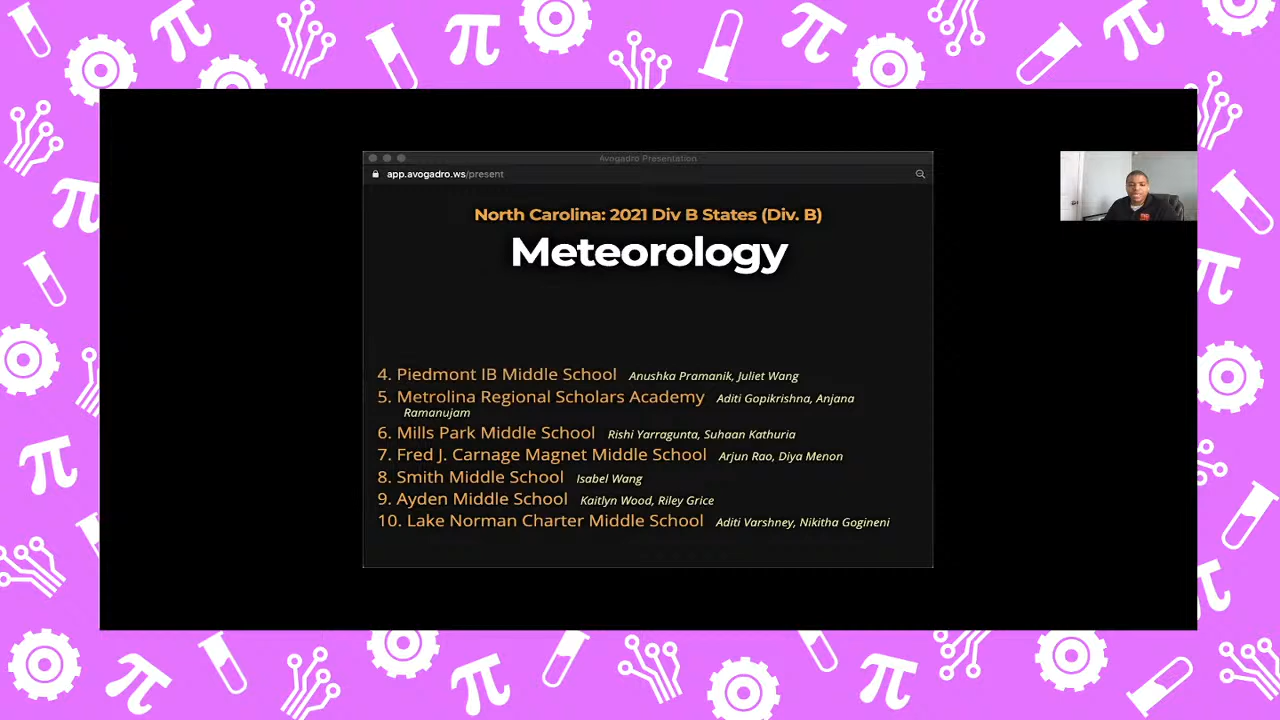 Avogadro Presentation
app.avogadro.ws/present
North Carolina: 2021 Div B States (Div. B)
Meteorology
4. Piedmont IB Middle School Anushka Pramanik, Juliet Wang
5. Metrolina Regional Scholars Academy Aditi Gopikrishna, Anjana
Ramanujam
6. Mills Park Middle School Rishi Yarragunta, Suhaan Kathuria
7. Fred J. Carnage Magnet Middle School Arjun Rao, Diya Menon
8. Smith Middle School Isabel Wang
9. Ayden Middle School Kaitlyn Wood, Riley Grice
10. Lake Norman Charter Middle School Aditi Varshney, Nikitha Gogineni